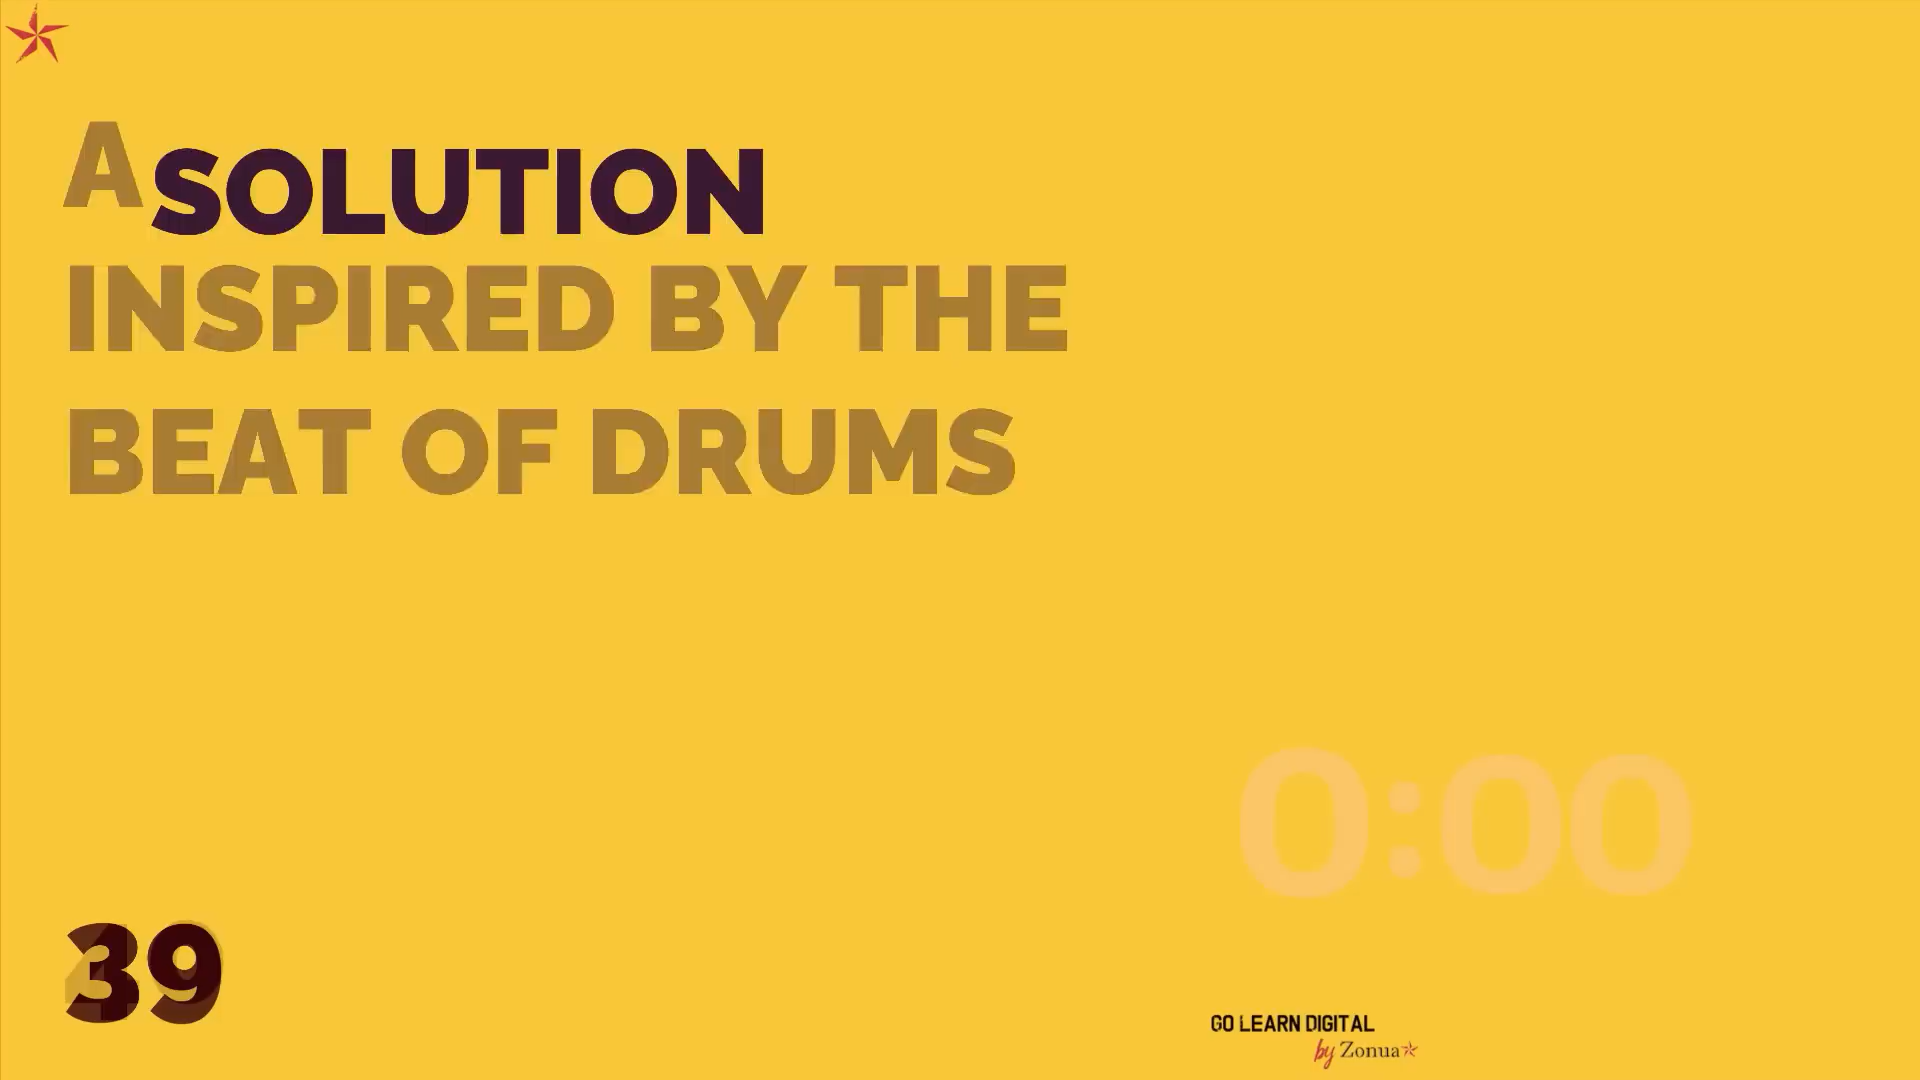 A SOLUTION
INSPIRED BY THE
BEAT OF DRUMS
0:00
39
GO LEARN DIGITAL
by Zonua